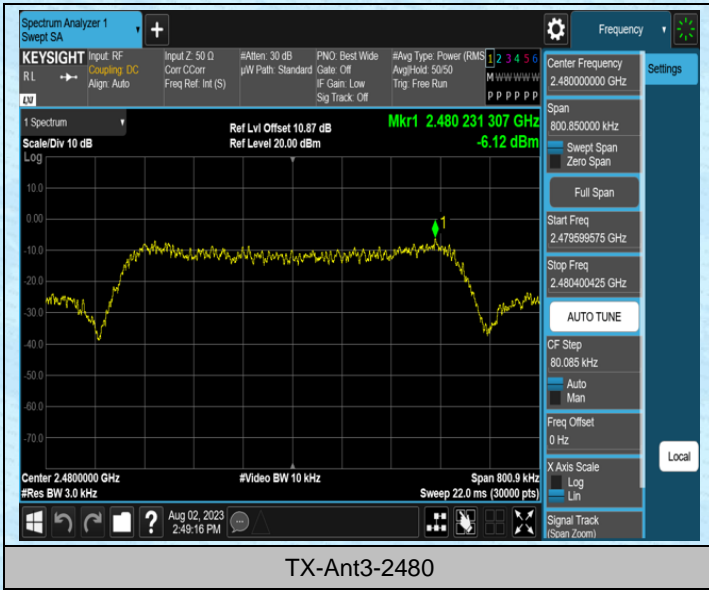 Spectrum Analyzer 1
Swept SA
Frequency
KEYSIGHT
RL
LXI
Input: RF
Coupling: DC
Align: Auto
Input Z: 50 Ω
Corr CCorr
Freq Ref: Int (S)
#Atten: 30 dB
µW Path: Standard
PNO: Best Wide
Gate: Off
IF Gain: Low
Sig Track: Off
#Avg Type: Power (RMS
Avg|Hold: 50/50
Trig: Free Run
1 2 3 4 5 6
M W W W W W
P P P P P P
1 Spectrum
Scale/Div 10 dB
Ref Lvl Offset 10.87 dB
Ref Level 20.00 dBm
Mkr1 2.480 231 307 GHz
-6.12 dBm
Log
10.0
0.00
-10.0
-20.0
-30.0
-40.0
-50.0
-60.0
-70.0
1
Center 2.4800000 GHz
#Res BW 3.0 kHz
#Video BW 10 kHz
Span 800.9 kHz
Sweep 22.0 ms (30000 pts)
Center Frequency
2.480000000 GHz
Span
800.850000 kHz
Swept Span
Zero Span
Full Span
Start Freq
2.479599575 GHz
Stop Freq
2.480400425 GHz
AUTO TUNE
CF Step
80.085 kHz
Auto
Man
Freq Offset
0 Hz
X Axis Scale
Log
Lin
Signal Track
(Span Zoom)
Settings
Local
?
Aug 02, 2023
2:49:16 PM
TX-Ant3-2480